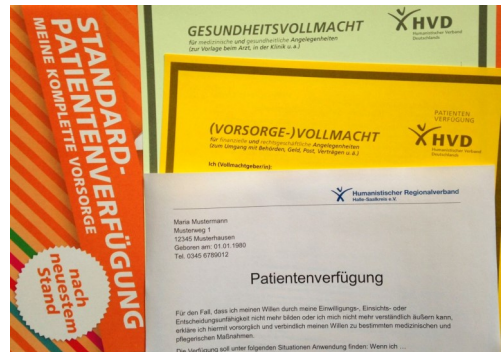 STANDARD-
PATIENTENVERFÜGUNG
MEINE KOMPLETTE VORSORGE
nach
neuestem
Stand
GESUNDHEITSVOLLMACHT
für medizinische und gesundheitliche Angelegenheiten
(zur Vorlage beim Arzt, in der Klinik u. ä.)
HVD
Humanistischer Verband
Deutschlands
(VORSORGE-)VOLLMACHT
für finanzielle und rechtsgeschäftliche Angelegenheiten
(zum Umgang mit Behörden, Geld, Post, Verträgen u. ä.)
Ich (Vollmachtgeber/in):
PATIENTEN
VERFÜGUNG
HVD
Humanistischer Verband
Deutschlands
Humanistischer Regionalverband
Halle-Saalkreis e.V.
Maria Mustermann
Musterweg 1
12345 Musterhausen
Geboren am: 01.01.1980
Tel. 0345 6789012
Patientenverfügung
Für den Fall, dass ich meinen Willen durch meine Einwilligungs-, Einsichts- oder
Entscheidungsunfähigkeit nicht mehr bilden oder ich mich nicht mehr verständlich äußern kann,
erkläre ich hiermit vorsorglich und verbindlich meinen Willen zu bestimmten medizinischen und
pflegerischen Maßnahmen.
Die Verfügung soll unter folgenden Situationen Anwendung finden: Wenn ich ...